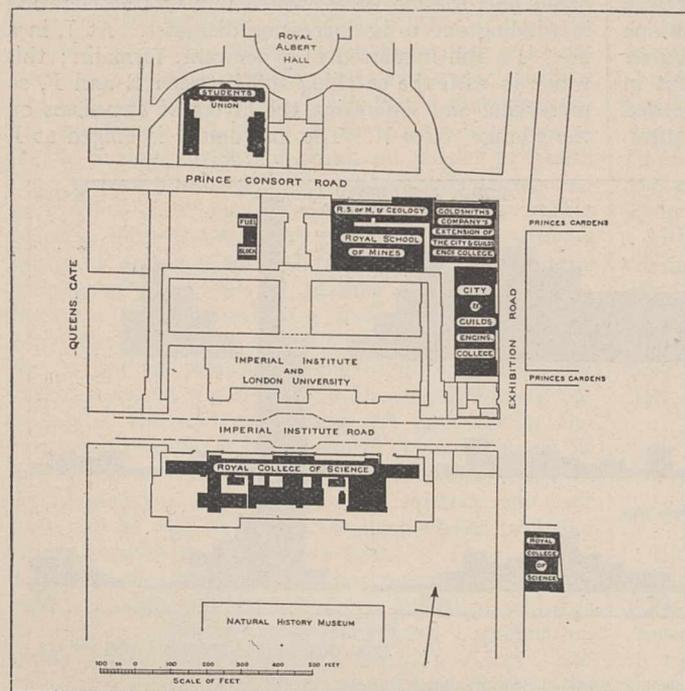 ROYAL
ALBERT
HALL
STUDENTS
UNION
PRINCE CONSORT ROAD
R.S. OF M. & GEOLOGY
ROYAL SCHOOL
OF MINES
GOLDSMITHS
COMPANY'S
EXTENSION OF
THE CITY & GUILDS
ENGS COLLEGE
FUEL
BLOCK
PRINCES GARDENS
QUEENS GATE
CITY
&
GUILDS
ENGINS.
COLLEGE
EXHIBITION ROAD
IMPERIAL INSTITUTE
AND
LONDON UNIVERSITY
PRINCES GARDENS
IMPERIAL INSTITUTE ROAD
ROYAL COLLEGE OF SCIENCE
ROYAL
COLLEGE
OF
SCIENCE
NATURAL HISTORY MUSEUM
100 50 0 100 200 300 400 500 FEET
SCALE OF FEET